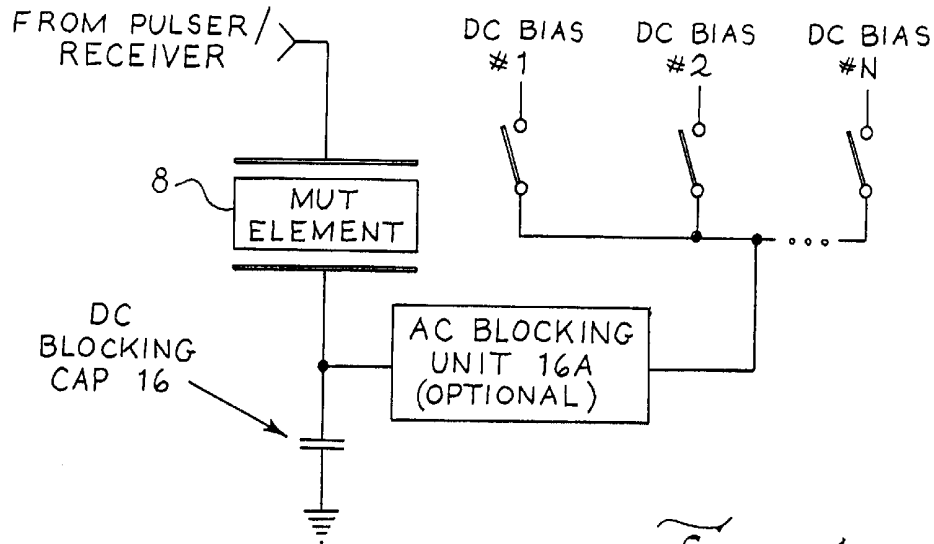 FROM PULSER/
RECEIVER
DC BIAS
#1
DC BIAS
#2
DC BIAS
#N
8
MUT
ELEMENT
DC
BLOCKING
CAP 16
AC BLOCKING
UNIT 16A
(OPTIONAL)